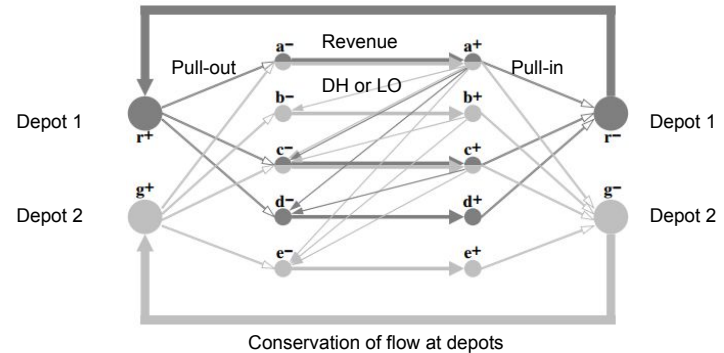 a− Revenue a+
Pull-out Pull-in
b− DH or LO b+
Depot 1 r+ r− Depot 1
c− c+
g+ g−
d− d+
Depot 2 Depot 2
e− e+
Conservation of flow at depots